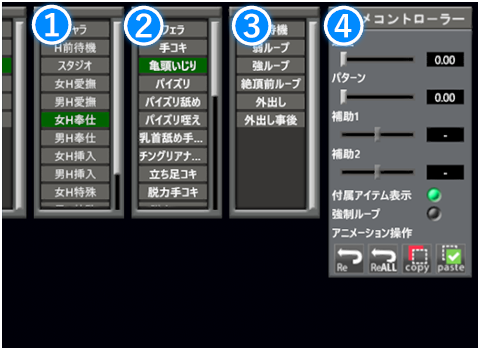 1
2
3
4
キャラ
H前待機
スタジオ
女H愛撫
男H愛撫
女H奉仕
男H奉仕
女H挿入
男H挿入
女H特殊
フェラ
手コキ
亀頭いじり
パイズリ
パイズリ舐め
パイズリ咥え
乳首舐め手...
チングリアナ...
立ち足コキ
脱力手コキ
待機
弱ループ
強ループ
絶頂前ループ
外出し
外出し事後
メコントローラー
0.00
パターン
0.00
補助1
-
補助2
-
付属アイテム表示
強制ループ
アニメーション操作
Re
ReALL
copy
paste